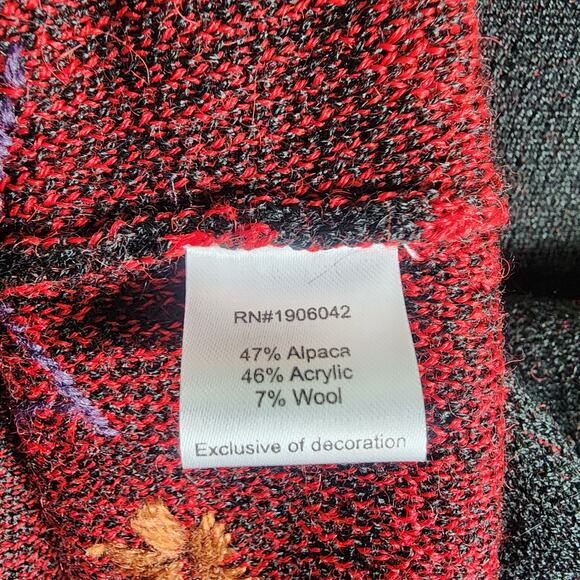 RN#1906042
47% Alpaca
46% Acrylic
7% Wool
Exclusive of decoration